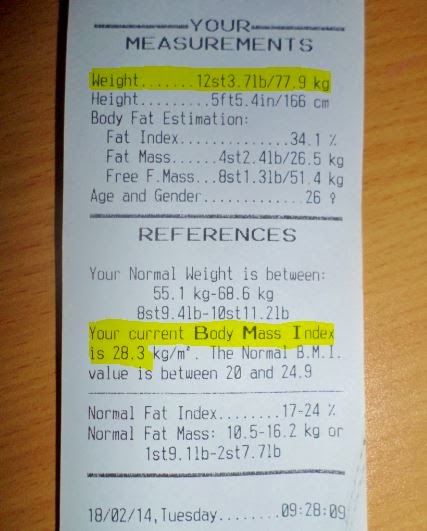 YOUR
MEASUREMENTS
Weight.......12st3.7lb/77.9 kg
Height.........5ft5.4in/166 cm
Body Fat Estimation:
Fat Index..............34.1 %
Fat Mass......4st2.4lb/26.5 kg
Free F.Mass...8st1.3lb/51.4 kg
Age and Gender.............26 ♀
REFERENCES
Your Normal Weight is between:
55.1 kg-68.6 kg
8st9.4lb-10st11.2lb
Your current Body Mass Index
is 28.3 kg/m². The Normal B.M.I.
value is between 20 and 24.9
Normal Fat Index........17-24 %
Normal Fat Mass: 10.5-16.2 kg or
1st9.1lb-2st7.7lb
18/02/14,Tuesday........09:28:09